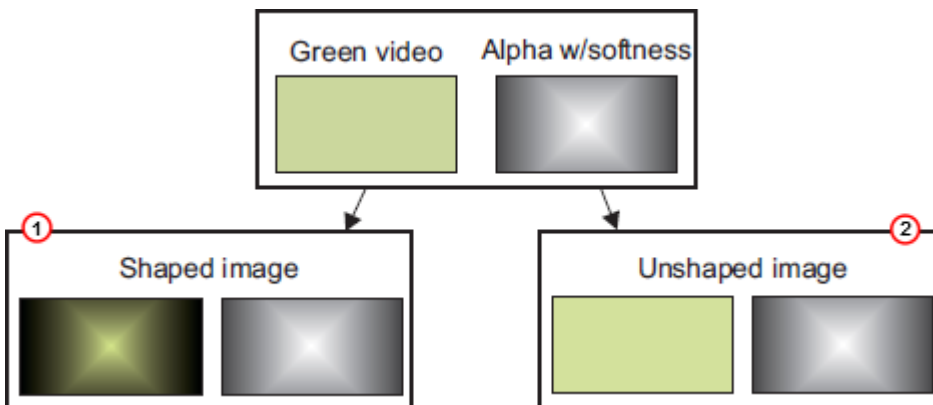 Green video
Alpha w/softness
1
2
Shaped image
Unshaped image